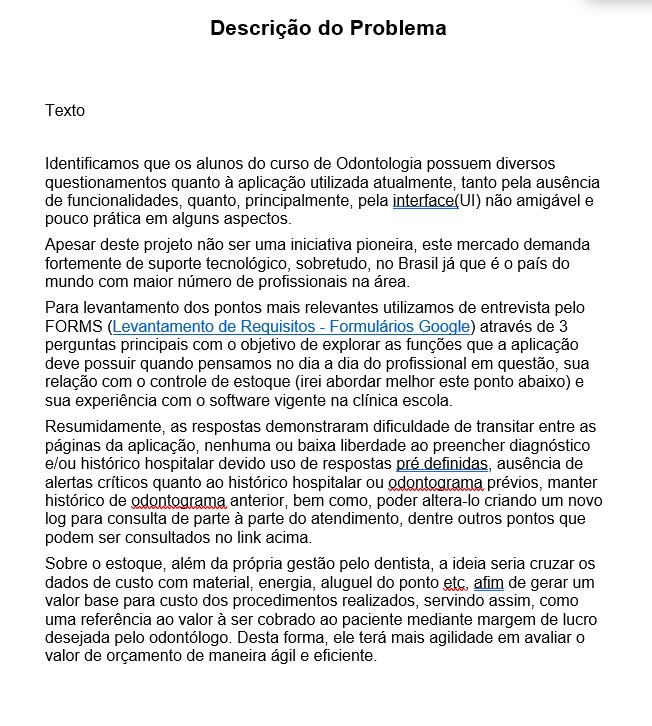 Descrição do Problema
Texto
Identificamos que os alunos do curso de Odontologia possuem diversos
questionamentos quanto à aplicação utilizada atualmente, tanto pela ausência
de funcionalidades, quanto, principalmente, pela interface(UI) não amigável e
pouco prática em alguns aspectos.
Apesar deste projeto não ser uma iniciativa pioneira, este mercado demanda
fortemente de suporte tecnológico, sobretudo, no Brasil já que é o país do
mundo com maior número de profissionais na área.
Para levantamento dos pontos mais relevantes utilizamos de entrevista pelo
FORMS (Levantamento de Requisitos - Formulários Google) através de 3
perguntas principais com o objetivo de explorar as funções que a aplicação
deve possuir quando pensamos no dia a dia do profissional em questão, sua
relação com o controle de estoque (irei abordar melhor este ponto abaixo) e
sua experiência com o software vigente na clínica escola.
Resumidamente, as respostas demonstraram dificuldade de transitar entre as
páginas da aplicação, nenhuma ou baixa liberdade ao preencher diagnóstico
e/ou histórico hospitalar devido uso de respostas pré definidas, ausência de
alertas críticos quanto ao histórico hospitalar ou odontograma prévios, manter
histórico de odontograma anterior, bem como, poder altera-lo criando um novo
log para consulta de parte à parte do atendimento, dentre outros pontos que
podem ser consultados no link acima.
Sobre o estoque, além da própria gestão pelo dentista, a ideia seria cruzar os
dados de custo com material, energia, aluguel do ponto etc, afim de gerar um
valor base para custo dos procedimentos realizados, servindo assim, como
uma referência ao valor à ser cobrado ao paciente mediante margem de lucro
desejada pelo odontólogo. Desta forma, ele terá mais agilidade em avaliar o
valor de orçamento de maneira ágil e eficiente.